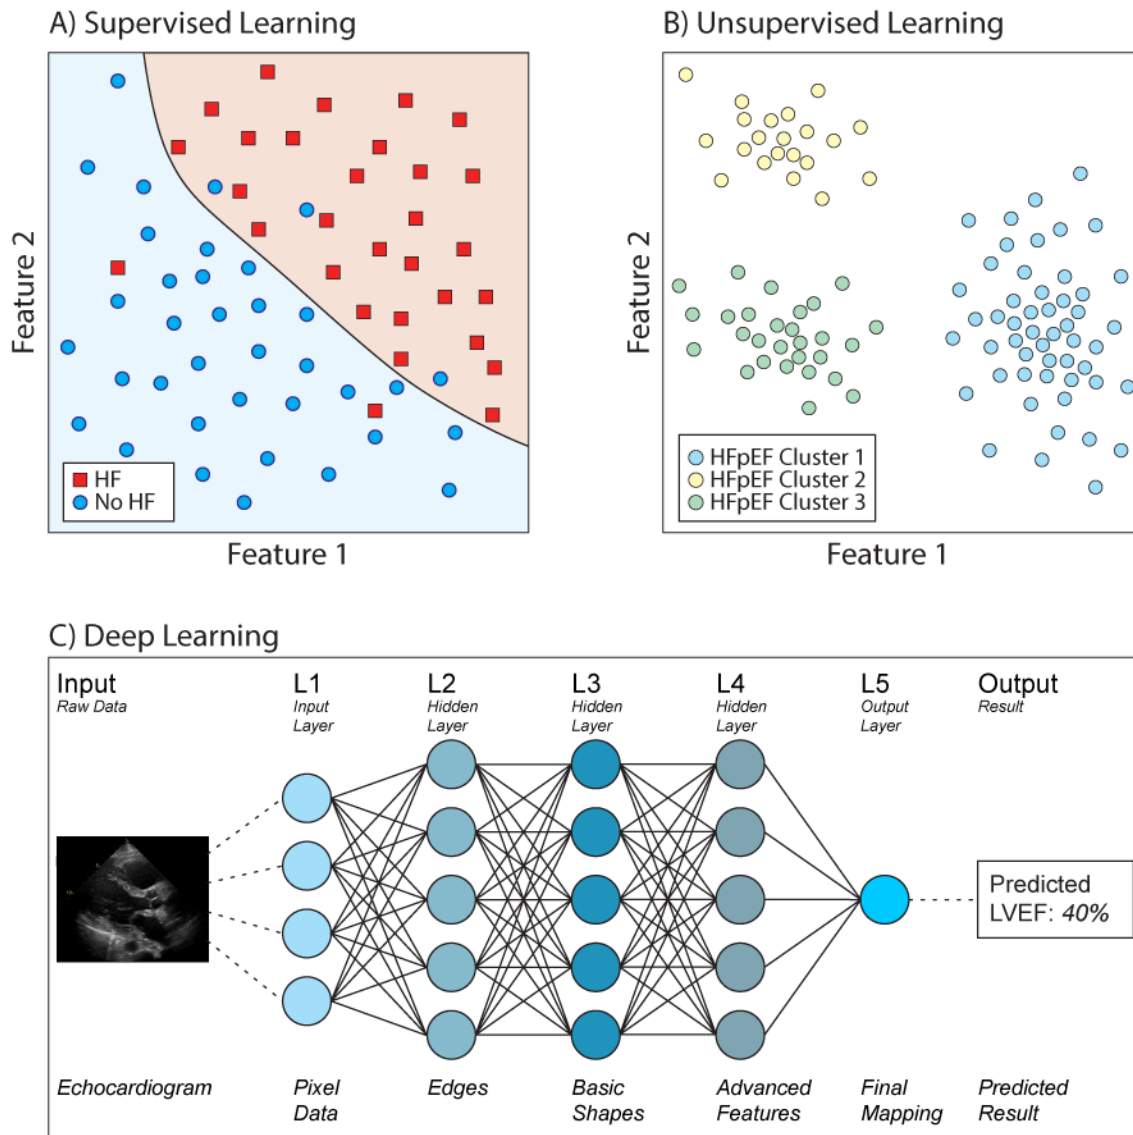 A) Supervised Learning
Feature 2
HF
No HF
Feature 1
B) Unsupervised Learning
Feature 2
HFpEF Cluster 1
HFpEF Cluster 2
HFpEF Cluster 3
Feature 1
C) Deep Learning
Input
Raw Data
L1
Input
Layer
L2
Hidden
Layer
L3
Hidden
Layer
L4
Hidden
Layer
L5
Output
Layer
Output
Result
Predicted
LVEF: 40%
Echocardiogram
Pixel
Data
Edges
Basic
Shapes
Advanced
Features
Final
Mapping
Predicted
Result